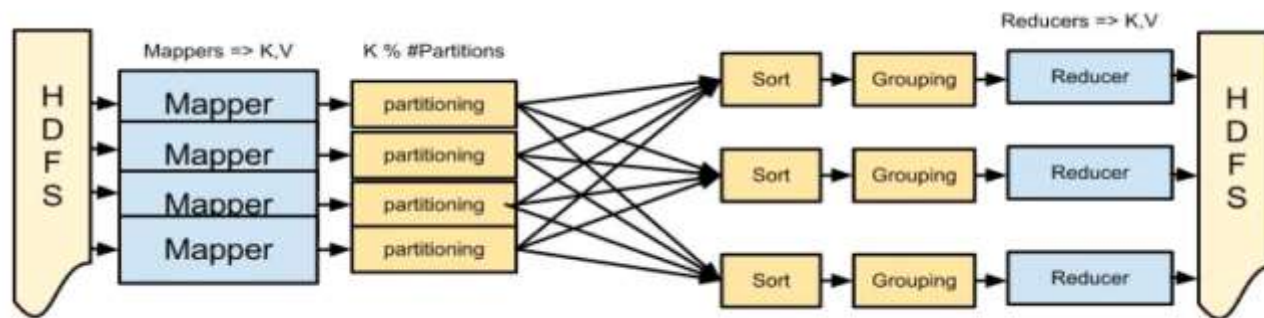 Mappers => K,V
K % #Partitions
Reducers => K,V
H
D
F
S
Mapper
partitioning
Mapper
partitioning
Mapper
partitioning
Mapper
partitioning
Sort
Grouping
Reducer
Sort
Grouping
Reducer
Sort
Grouping
Reducer
H
D
F
S